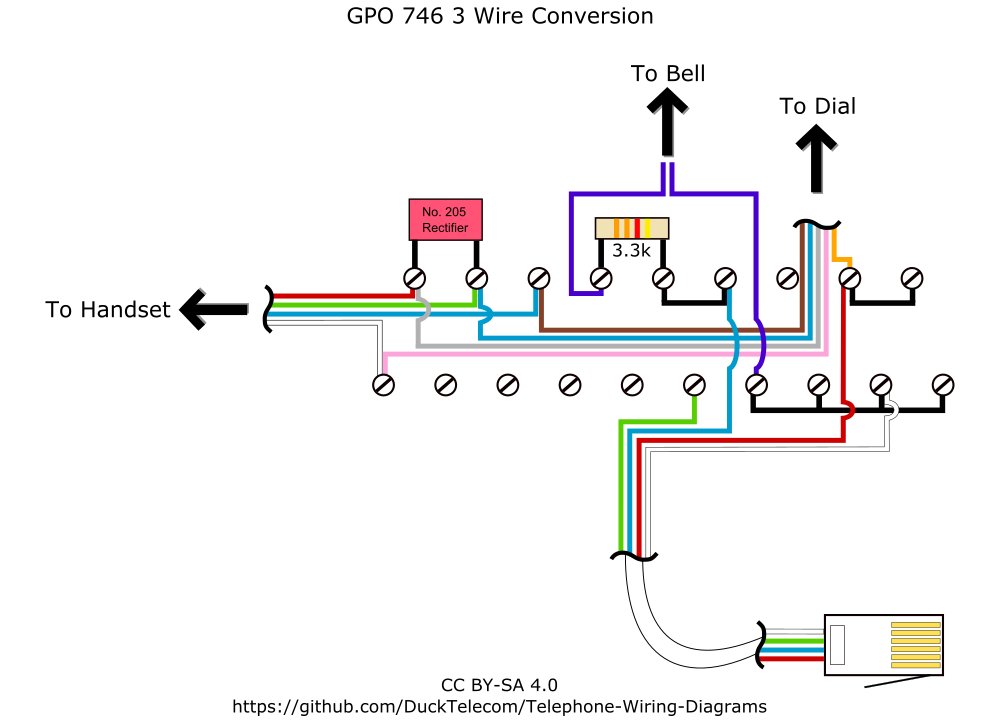 GPO 746 3 Wire Conversion
To Bell
To Dial
No. 205
Rectifier
3.3k
To Handset
CC BY-SA 4.0
https://github.com/DuckTelecom/Telephone-Wiring-Diagrams